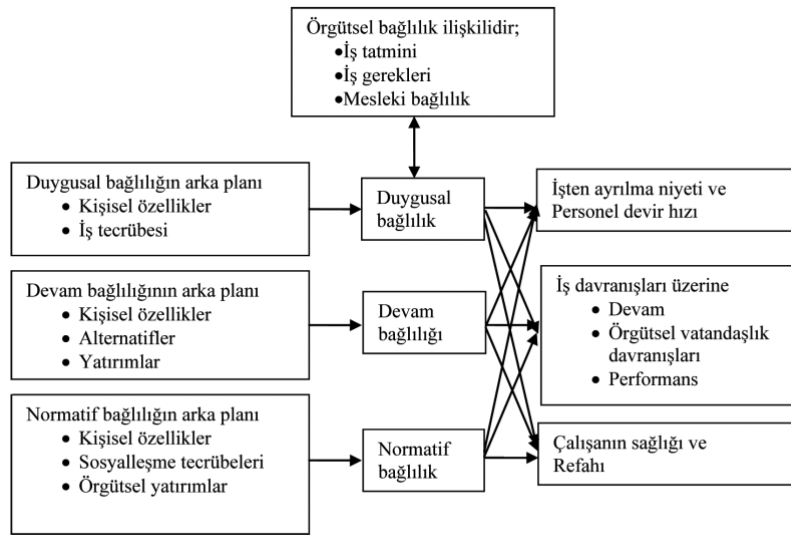 Örgütsel bağlılık ilişkilidir;
•İş tatmini
•İş gerekleri
•Mesleki bağlılık
Duygusal bağlılığın arka planı
• Kişisel özellikler
• İş tecrübesi
Duygusal
bağlılık
İşten ayrılma niyeti ve
Personel devir hızı
Devam bağlılığının arka planı
• Kişisel özellikler
• Alternatifler
• Yatırımlar
Devam
bağlılığı
İş davranışları üzerine
• Devam
• Örgütsel vatandaşlık
davranışları
• Performans
Normatif bağlılığın arka planı
• Kişisel özellikler
• Sosyalleşme tecrübeleri
• Örgütsel yatırımlar
Normatif
bağlılık
Çalışanın sağlığı ve
Refahı